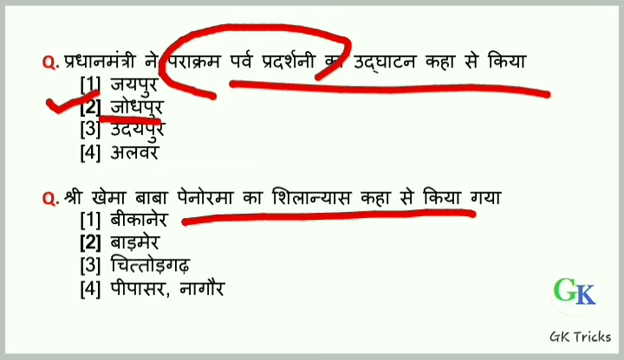 Q. प्रधानमंत्री ने पराक्रम पर्व प्रदर्शनी का उद्घाटन कहा से किया
[1] जयपुर
[2] जोधपुर
[3] उदयपुर
[4] अलवर
Q. श्री खेमा बाबा पेनोरमा का शिलान्यास कहा से किया गया
[1] बीकानेर
[2] बाड़मेर
[3] चित्तोड़गढ़
[4] पीपासर, नागौर
GK
GK Tricks